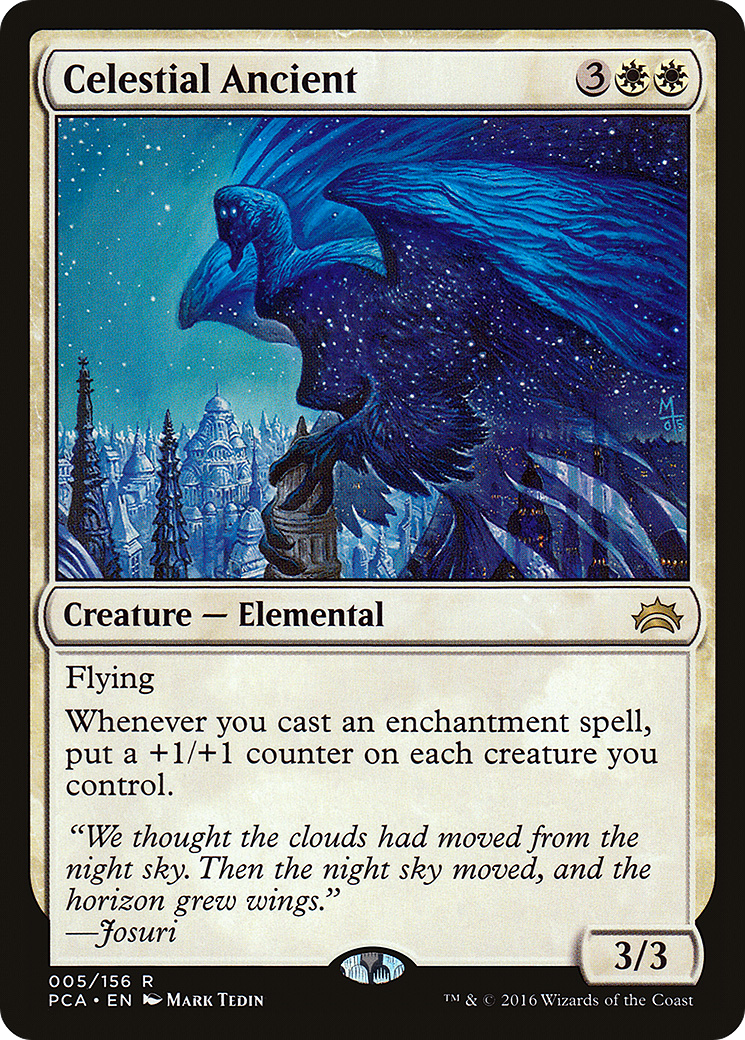 Celestial Ancient 3
M
T
05
Creature — Elemental
Flying
Whenever you cast an enchantment spell,
put a +1/+1 counter on each creature you
control.
“We thought the clouds had moved from the
night sky. Then the night sky moved, and the
horizon grew wings.”
—Josuri
3/3
005/156 R
PCA • EN Mark Tedin
™ & © 2016 Wizards of the Coast